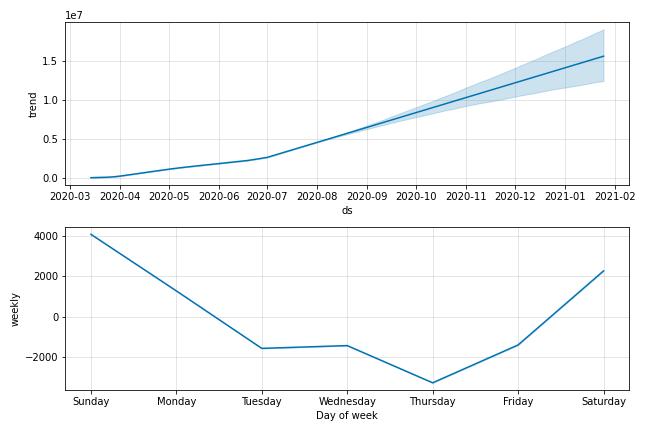 1e7
1.5
1.0
0.5
0.0
trend
2020-03 2020-04 2020-05 2020-06 2020-07 2020-08 2020-09 2020-10 2020-11 2020-12 2021-01 2021-02
ds
4000
2000
0
−2000
weekly
Sunday Monday Tuesday Wednesday Thursday Friday Saturday
Day of week